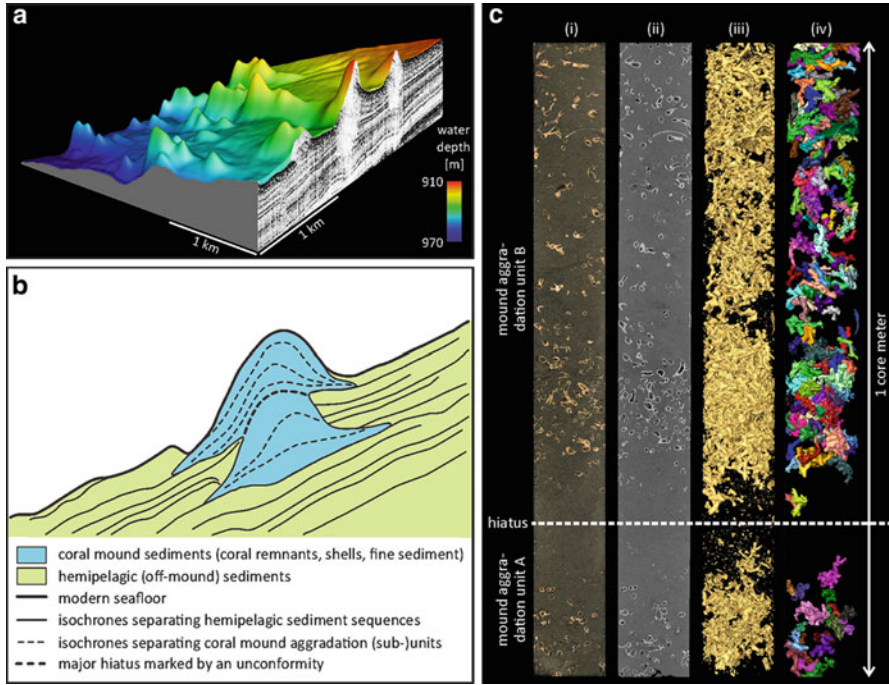 a
water
depth
[m]
910
970
1 km
1 km
b
coral mound sediments (coral remnants, shells, fine sediment)
hemipelagic (off-mound) sediments
modern seafloor
isochrones separating hemipelagic sediment sequences
isochrones separating coral mound aggradation (sub-)units
major hiatus marked by an unconformity
c
(i) (ii) (iii) (iv)
mound aggra-
dation unit B
1 core meter
hiatus
mound aggra-
dation unit A